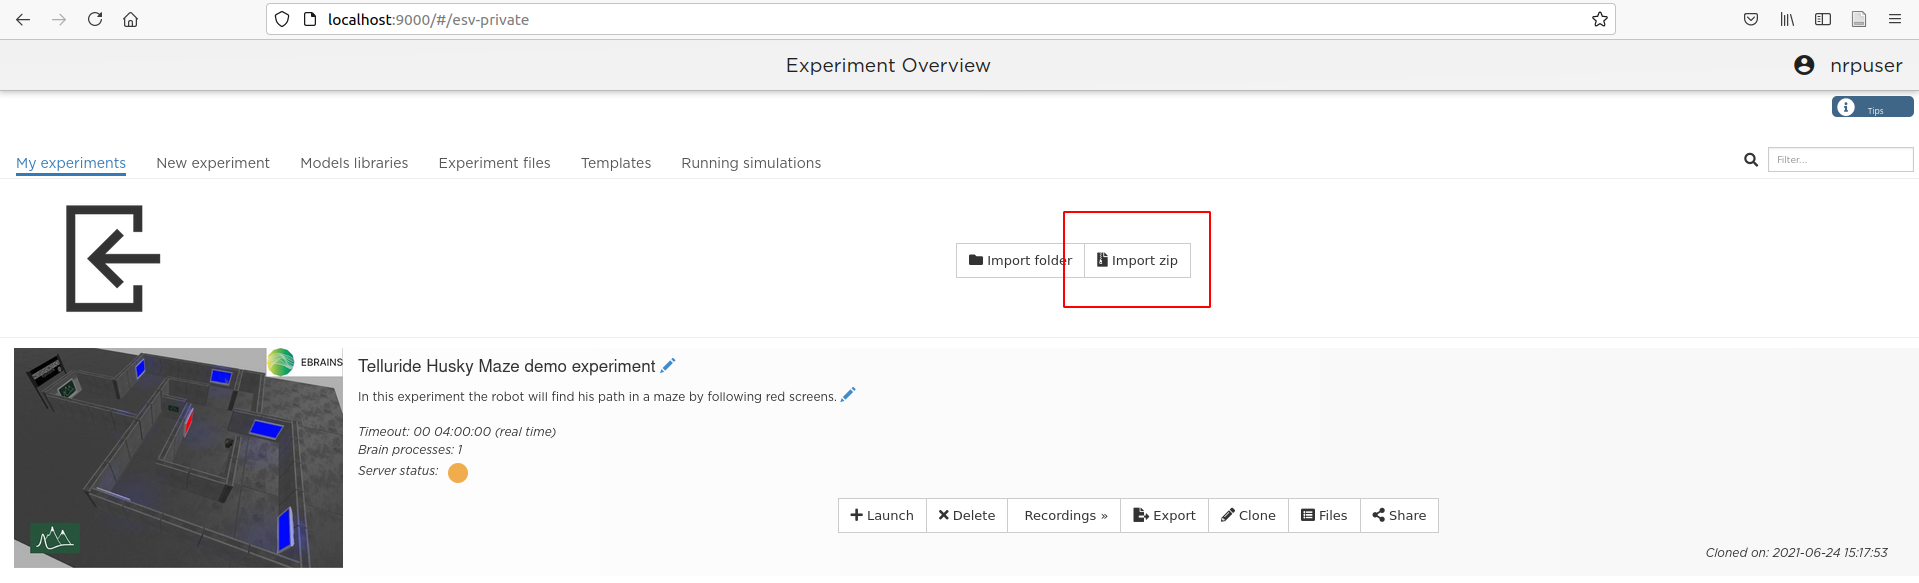 localhost:9000/#/esv-private
Experiment Overview
nrpuser
Tips
My experiments New experiment Models libraries Experiment files Templates Running simulations Filter...
Import folder Import zip
EBRAINS
Telluride Husky Maze demo experiment
In this experiment the robot will find his path in a maze by following red screens.
Timeout: 00 04:00:00 (real time)
Brain processes: 1
Server status:
Launch Delete Recordings » Export Clone Files Share
Cloned on: 2021-06-24 15:17:53